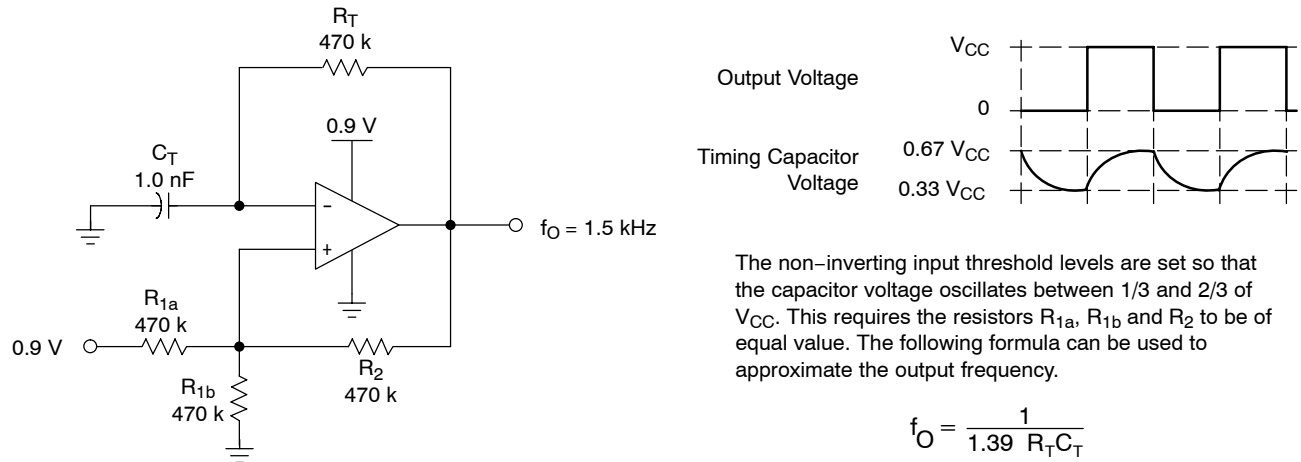 R_T
470 k
0.9 V
C_T
1.0 nF
−
+
f_O = 1.5 kHz
R_1a
470 k
0.9 V
R_2
470 k
R_1b
470 k
Output Voltage
V_CC
0
Timing Capacitor
Voltage
0.67 V_CC
0.33 V_CC
The non−inverting input threshold levels are set so that
the capacitor voltage oscillates between 1/3 and 2/3 of
V_CC. This requires the resistors R_1a, R_1b and R_2 to be of
equal value. The following formula can be used to
approximate the output frequency.
f_O = 1 / 1.39 R_TC_T